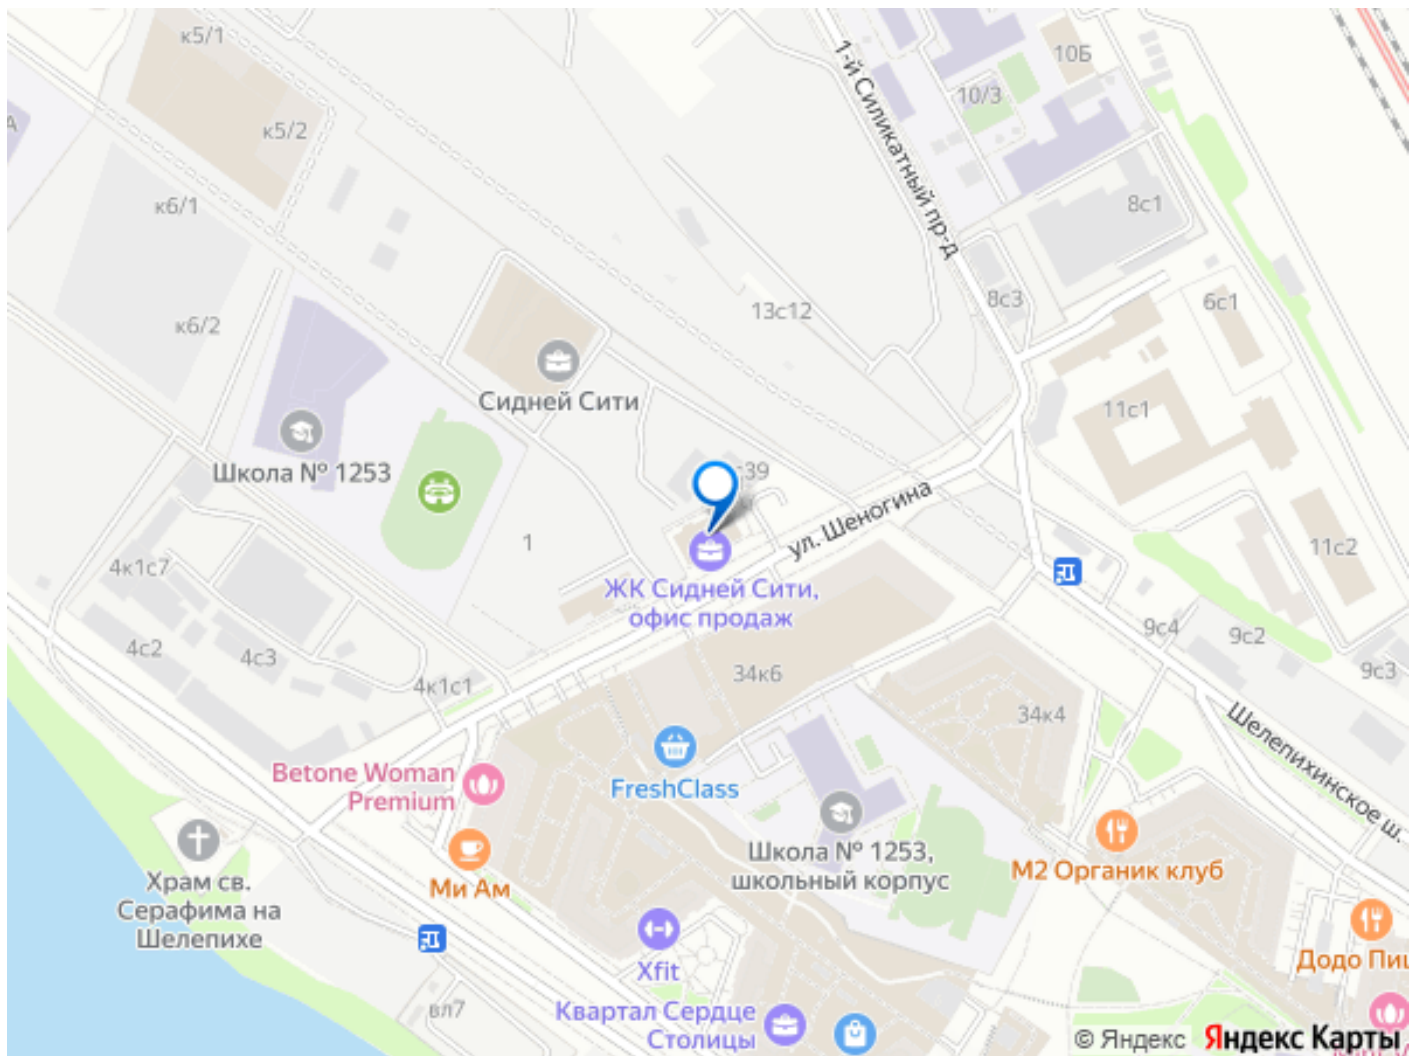 к5/1
10Б
1-й Силикатный пр-д
10/3
А
к5/2
к6/1
8с1
8с3
6с1
13с12
к6/2
Сидней Сити
11с1
Школа № 1253
39
ул. Шеногина
1
11с2
4к1с7
ЖК Сидней Сити,
офис продаж
9с4
9с2
4с2
4с3
9с3
34к6
4к1с1
34к4
Шелепихинское ш.
Betone Woman
Premium
FreshClass
Школа № 1253,
школьный корпус
М2 Органик клуб
Ми Ам
Храм св.
Серафима на
Шелепихе
Xfit
Додо Пиц
вл7
Квартал Сердце
Столицы
© Яндекс Яндекс Карты